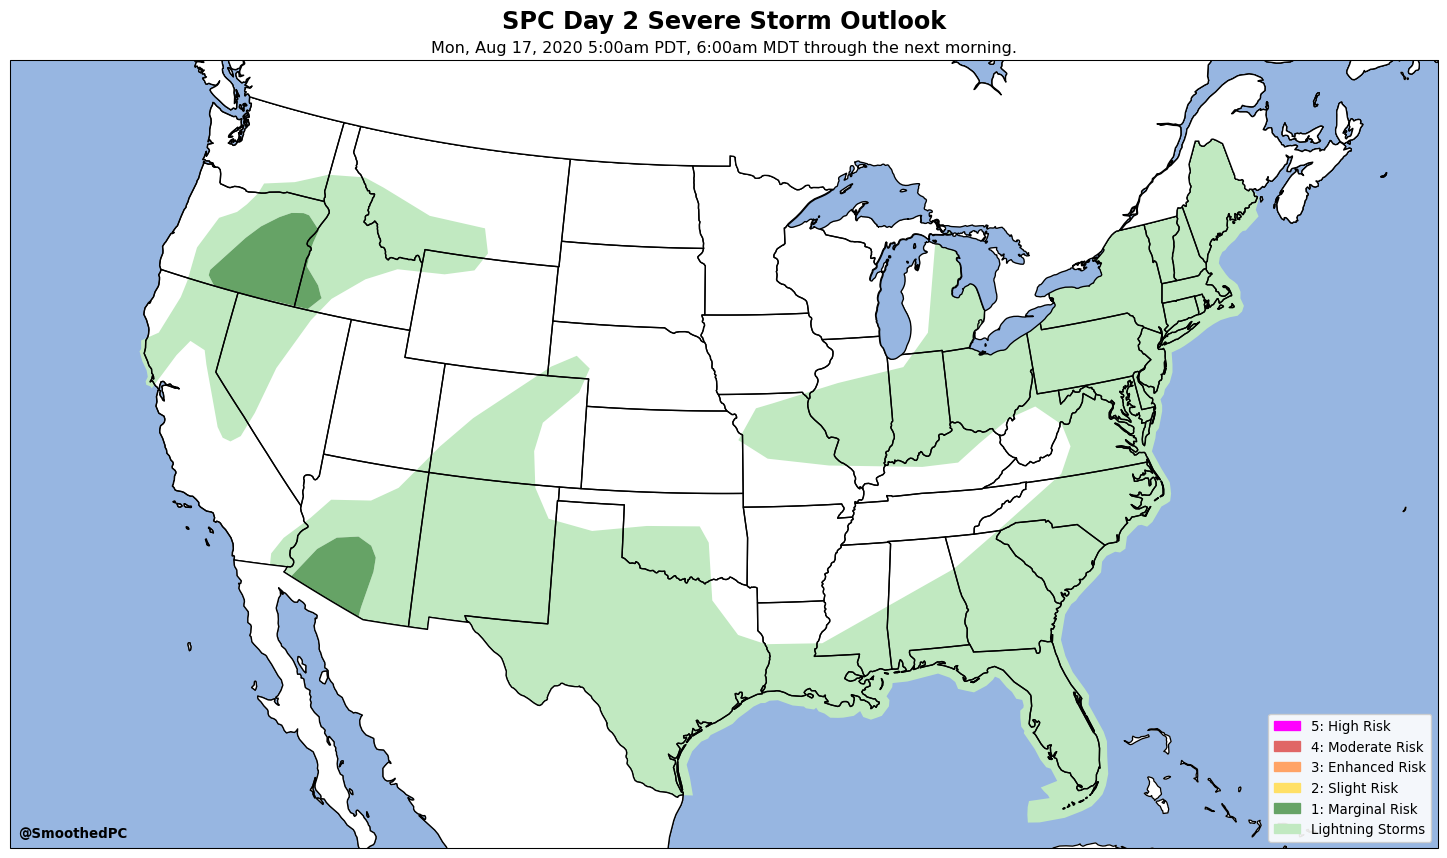 SPC Day 2 Severe Storm Outlook
Mon, Aug 17, 2020 5:00am PDT, 6:00am MDT through the next morning.
5: High Risk
4: Moderate Risk
3: Enhanced Risk
2: Slight Risk
1: Marginal Risk
Lightning Storms
@SmoothedPC